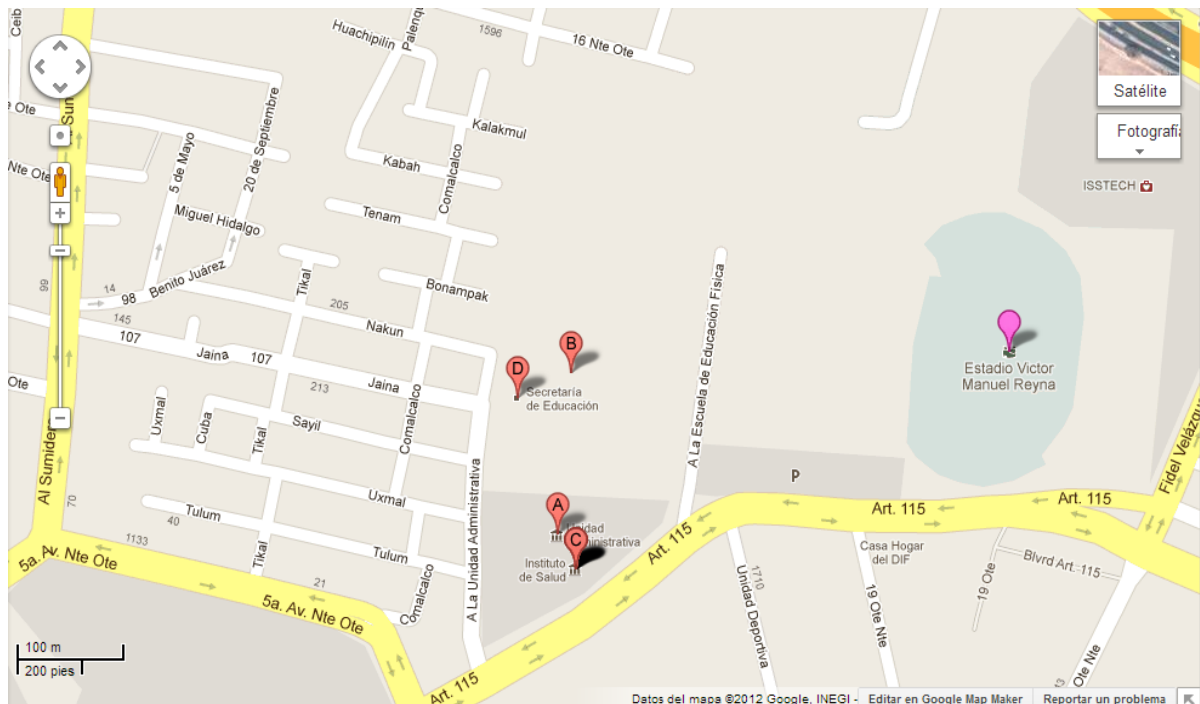 Ceib
Huachipilin
Palenq
1596
16 Nte Ote
Satélite
Fotografía
e Ote
Sum
5 de Mayo
20 de Septiembre
Kalakmul
Kabah
Comalcalco
Nte Ote
ISSTECH
Miguel Hidalgo
Tenam
Benito Juárez
Tikal
Bonampak
A La Escuela de Educación Física
99
14
98
205
145
107
Nakun
Jaina
107
B
D
Estadio Victor
Manuel Reyna
Ote
213
Jaina
Secretaría
de Educación
Uxmal
Cuba
Sayil
Tikal
Comalcalco
Al Sumidero
Fidel Velázque
P
70
Uxmal
A La Unidad Administrativa
Tulum
40
A
Unidad
ministrativa
C
Instituto
de Salud
Art. 115
Art. 115
Art. 115
1133
5a. Av. Nte Ote
Tikal
Tulum
Comalcalco
21
5a. Av. Nte Ote
Casa Hogar
del DIF
Blvrd Art. 115
Unidad Deportiva
1710
19 Ote Nte
19 Ote
Ote Nte
100 m
200 pies
Art. 115
Datos del mapa ©2012 Google, INEGI -
Editar en Google Map Maker
Reportar un problema